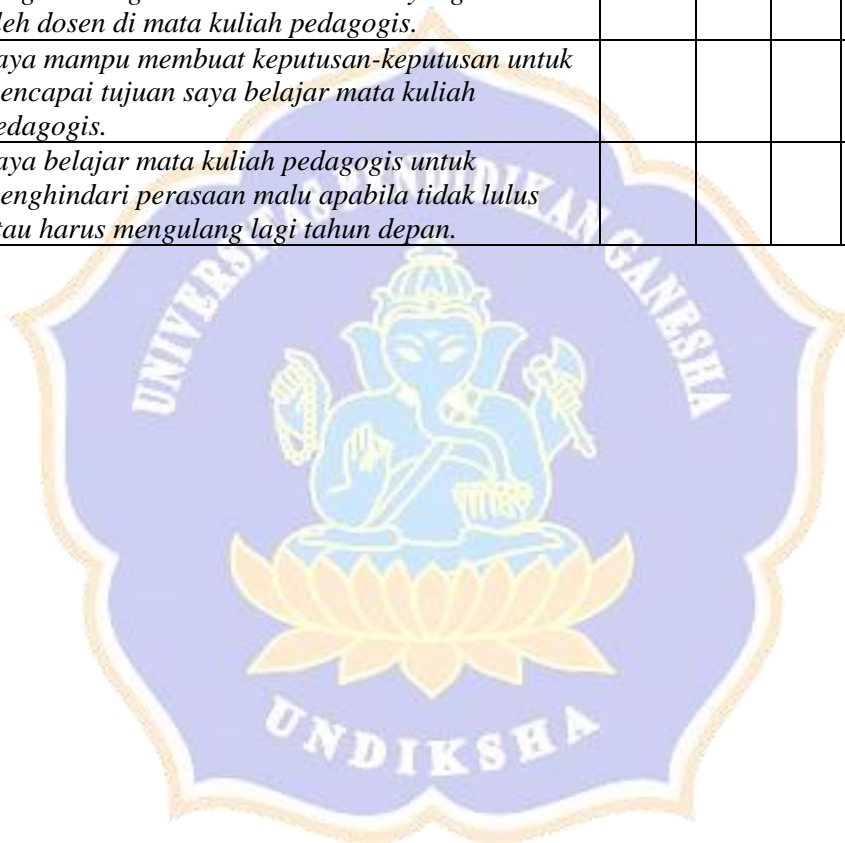 leh dosen di mata kuliah pedagogis.
aya mampu membuat keputusan-keputusan untuk
encapai tujuan saya belajar mata kuliah
edagogis.
aya belajar mata kuliah pedagogis untuk
enghindari perasaan malu apabila tidak lulus
tau harus mengulang lagi tahun depan.
UNIVERSITAS PENDIDIKAN GANESHA
UNDIKSHA